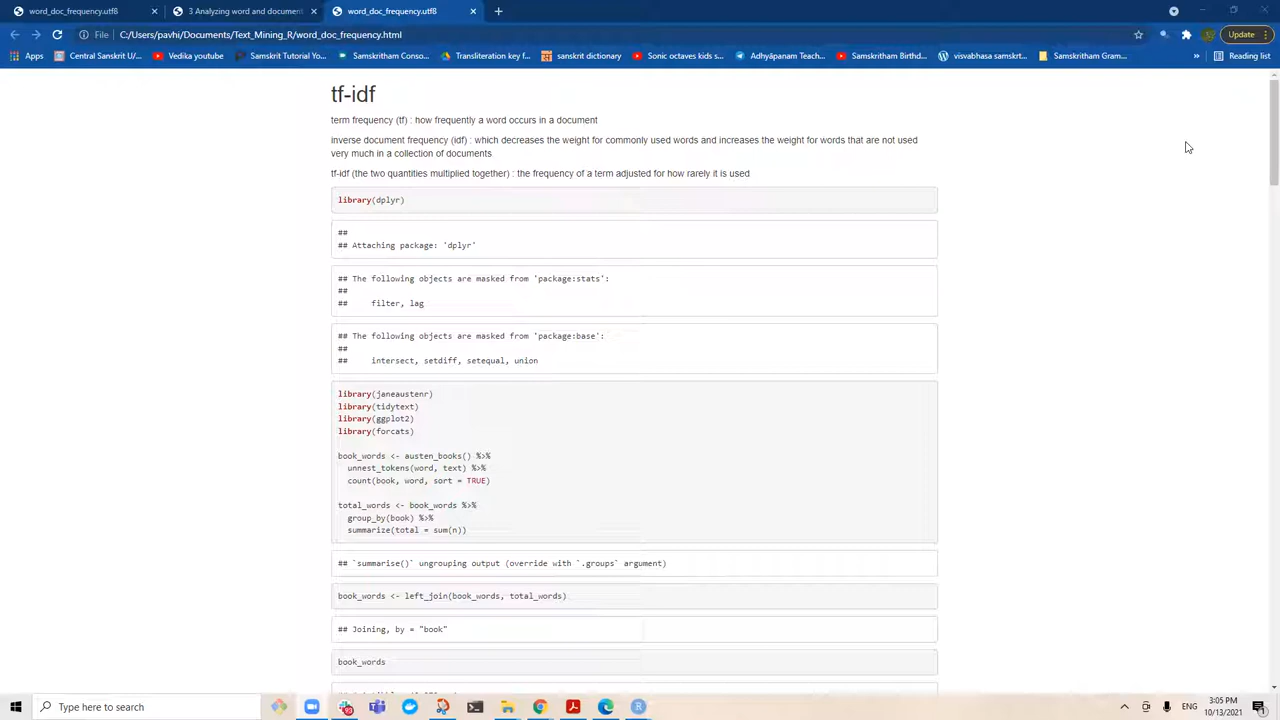 word_doc_frequency.utf8
3 Analyzing word and document
word_doc_frequency.utf8
File
C:/Users/pavhi/Documents/Text_Mining_R/word_doc_frequency.html
Update
Apps
Central Sanskrit U...
Vedika youtube
Samskrit Tutorial Yo...
Samskritham Conso...
Transliteration key f...
sanskrit dictionary
Sonic octaves kids s...
Adhyāpanam Teach...
Samskritham Birthd...
visvabhasa samskrt...
Samskritham Gram...
Reading list
tf-idf
term frequency (tf) : how frequently a word occurs in a document
inverse document frequency (idf) : which decreases the weight for commonly used words and increases the weight for words that are not used
very much in a collection of documents
tf-idf (the two quantities multiplied together) : the frequency of a term adjusted for how rarely it is used
library(dplyr)
##
## Attaching package: 'dplyr'
## The following objects are masked from 'package:stats':
##
##     filter, lag
## The following objects are masked from 'package:base':
##
##     intersect, setdiff, setequal, union
library(janeaustenr)
library(tidytext)
library(ggplot2)
library(forcats)
book_words <- austen_books() %>%
  unnest_tokens(word, text) %>%
  count(book, word, sort = TRUE)
total_words <- book_words %>%
  group_by(book) %>%
  summarize(total = sum(n))
## `summarise()` ungrouping output (override with `.groups` argument)
book_words <- left_join(book_words, total_words)
## Joining, by = "book"
book_words
Type here to search
3:05 PM
10/13/2021